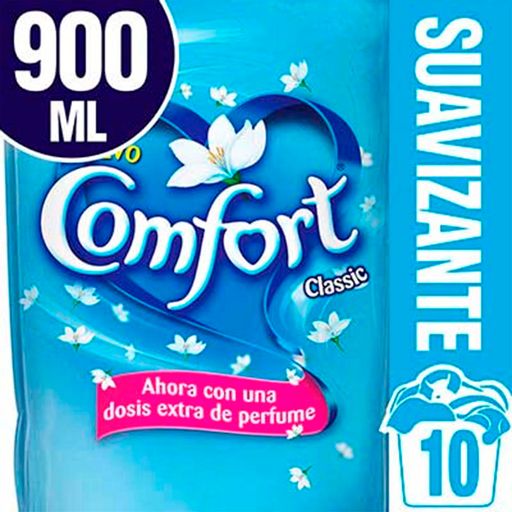 900
ML
Comfort
Classic
Ahora con una
dosis extra de perfume
SUAVIZANTE
10